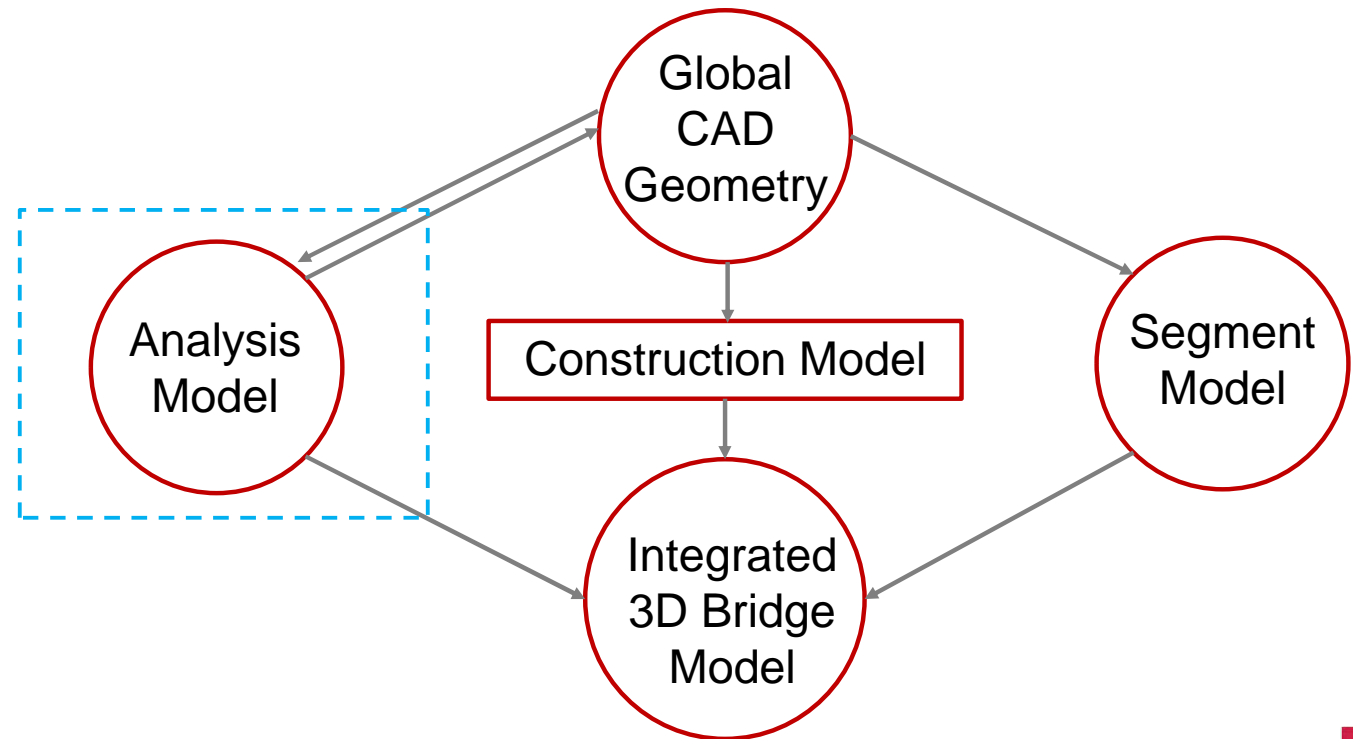 Global
CAD
Geometry
Analysis
Model
Construction Model
Segment
Model
Integrated
3D Bridge
Model